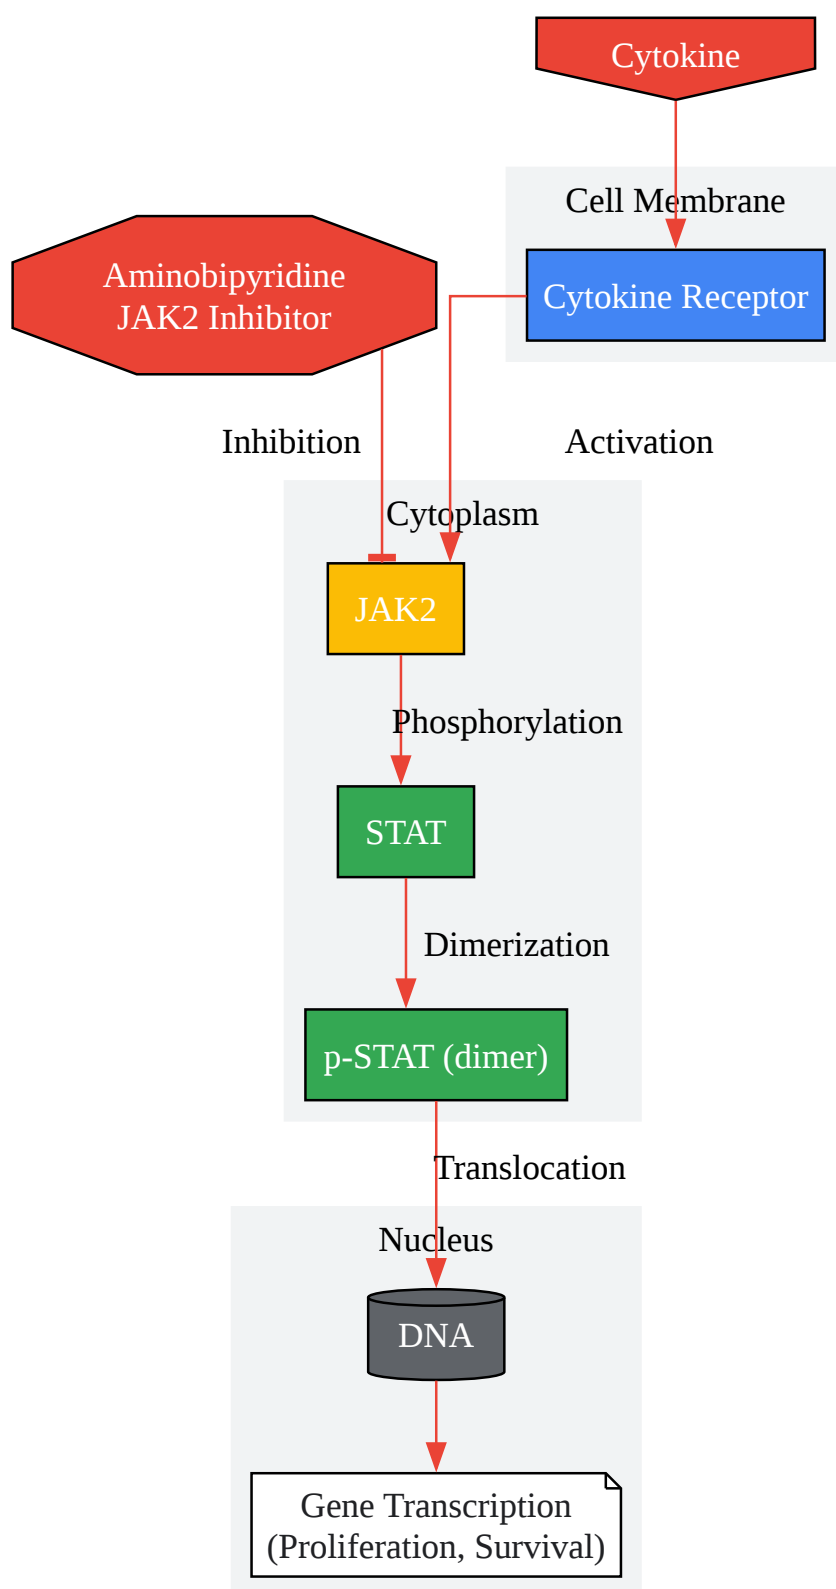 Cytokine
Cell Membrane
Aminobipyridine
JAK2 Inhibitor
Cytokine Receptor
Inhibition
Activation
Cytoplasm
JAK2
Phosphorylation
STAT
Dimerization
p-STAT (dimer)
Translocation
Nucleus
DNA
Gene Transcription
(Proliferation, Survival)